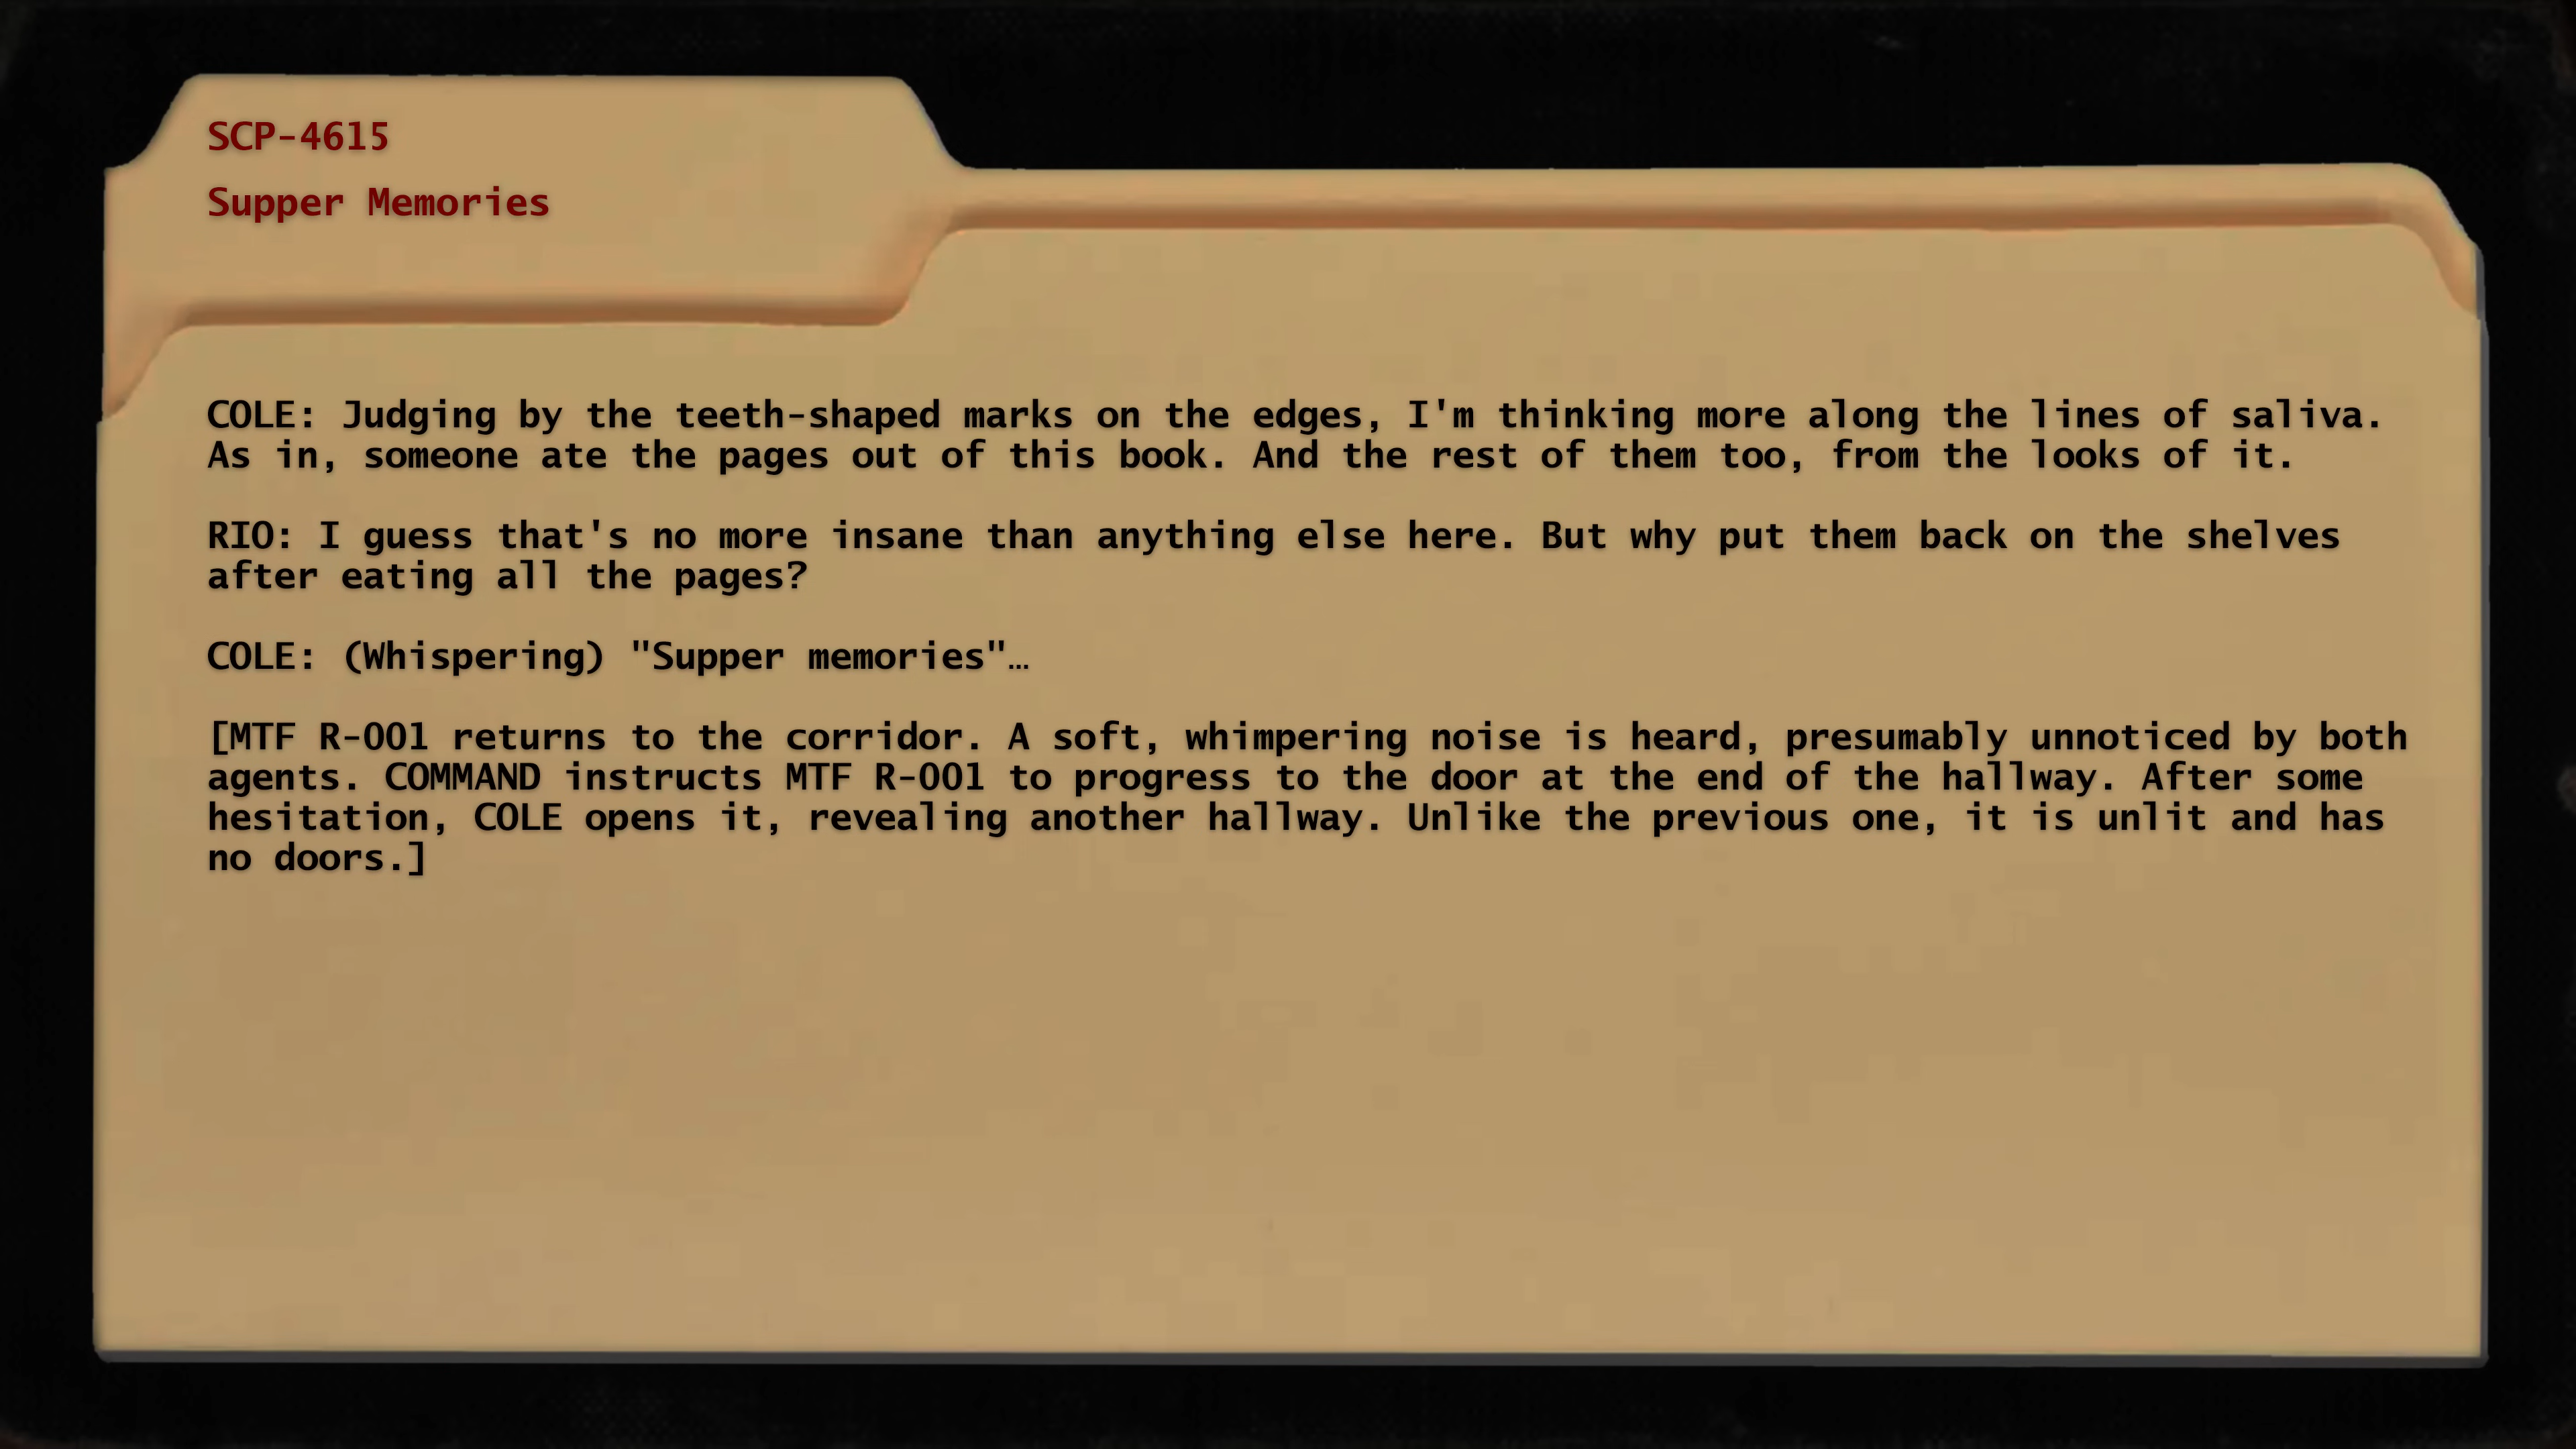 SCP-4615
Supper Memories
COLE: Judging by the teeth-shaped marks on the edges, I'm thinking more along the lines of saliva.
As in, someone ate the pages out of this book. And the rest of them too, from the looks of it.
RIO: I guess that's no more insane than anything else here. But why put them back on the shelves
after eating all the pages?
COLE: (Whispering) "Supper memories"…
[MTF R-001 returns to the corridor. A soft, whimpering noise is heard, presumably unnoticed by both
agents. COMMAND instructs MTF R-001 to progress to the door at the end of the hallway. After some
hesitation, COLE opens it, revealing another hallway. Unlike the previous one, it is unlit and has
no doors.]